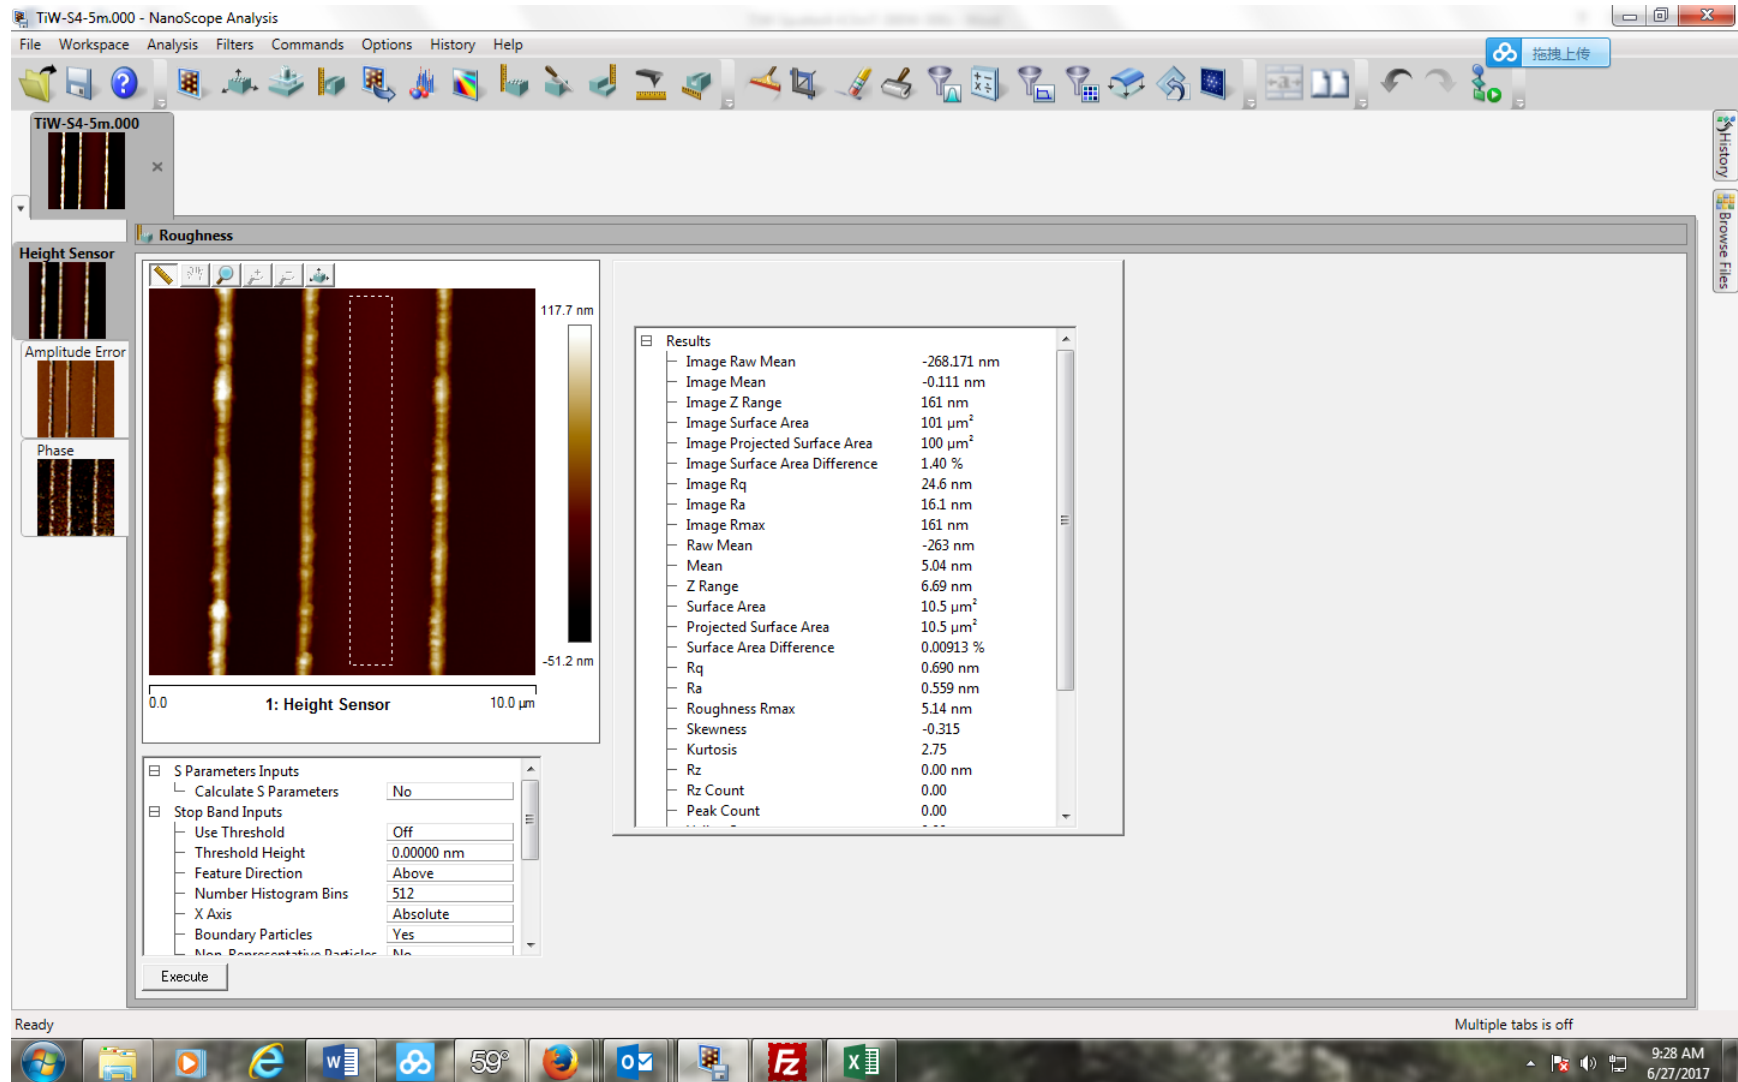 TiW-S4-5m.000 - NanoScope Analysis
File Workspace Analysis Filters Commands Options History Help
拖拽上传
TiW-S4-5m.000
History
Browse Files
Roughness
Height Sensor
Amplitude Error
Phase
117.7 nm
-51.2 nm
0.0 1: Height Sensor 10.0 µm
Results
Image Raw Mean -268.171 nm
Image Mean -0.111 nm
Image Z Range 161 nm
Image Surface Area 101 µm²
Image Projected Surface Area 100 µm²
Image Surface Area Difference 1.40 %
Image Rq 24.6 nm
Image Ra 16.1 nm
Image Rmax 161 nm
Raw Mean -263 nm
Mean 5.04 nm
Z Range 6.69 nm
Surface Area 10.5 µm²
Projected Surface Area 10.5 µm²
Surface Area Difference 0.00913 %
Rq 0.690 nm
Ra 0.559 nm
Roughness Rmax 5.14 nm
Skewness -0.315
Kurtosis 2.75
Rz 0.00 nm
Rz Count 0.00
Peak Count 0.00
S Parameters Inputs
Calculate S Parameters No
Stop Band Inputs
Use Threshold Off
Threshold Height 0.00000 nm
Feature Direction Above
Number Histogram Bins 512
X Axis Absolute
Boundary Particles Yes
Non-Representative Particles No
Execute
Ready
Multiple tabs is off
59°
9:28 AM
6/27/2017